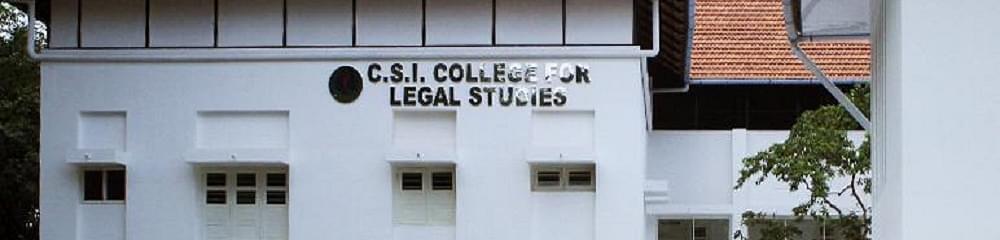 C.S.I. COLLEGE FOR
LEGAL STUDIES